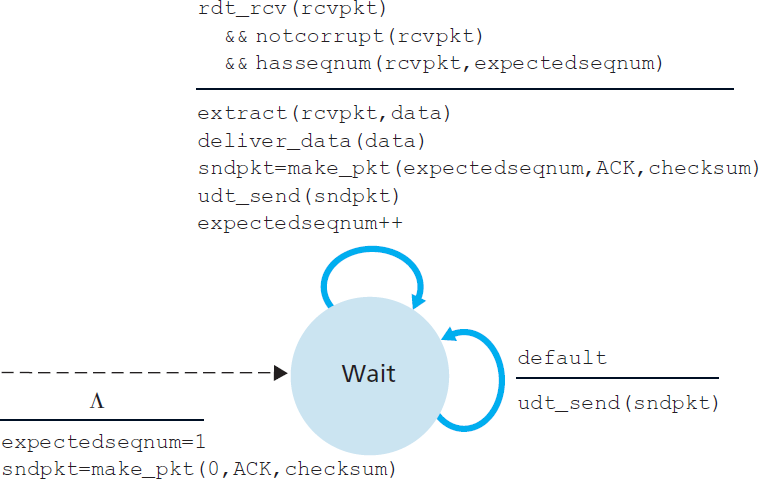 rdt_rcv(rcvpkt)
&& notcorrupt(rcvpkt)
&& hasseqnum(rcvpkt,expectedseqnum)
extract(rcvpkt,data)
deliver_data(data)
sndpkt=make_pkt(expectedseqnum,ACK,checksum)
udt_send(sndpkt)
expectedseqnum++
Wait
default
udt_send(sndpkt)
Λ
expectedseqnum=1
sndpkt=make_pkt(0,ACK,checksum)